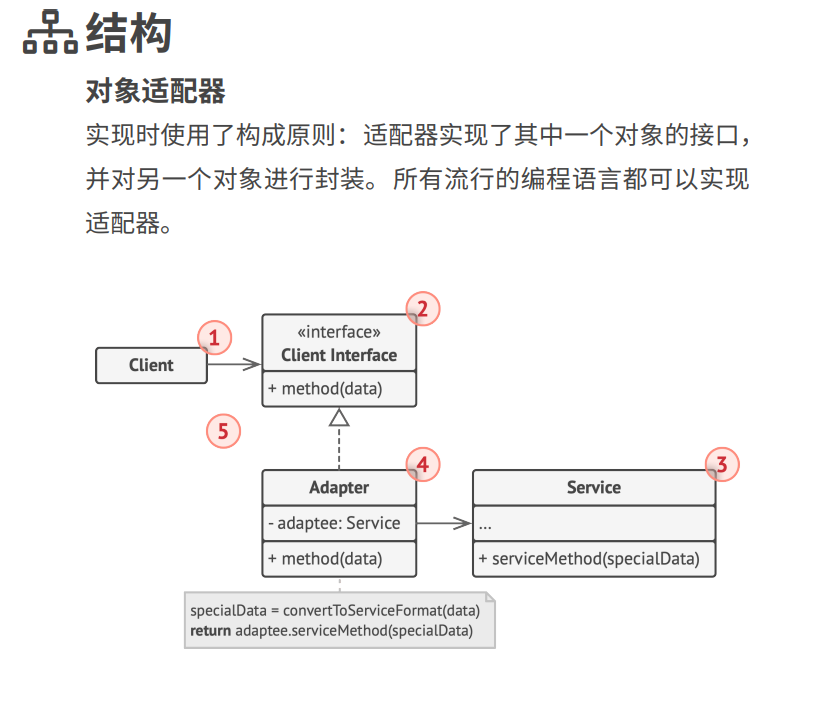 结构
对象适配器
实现时使用了构成原则：适配器实现了其中一个对象的接口，
并对另一个对象进行封装。所有流行的编程语言都可以实现
适配器。
1
2
«interface»
Client
Client Interface
+ method(data)
5
4
3
Adapter
Service
- adaptee: Service
...
+ method(data)
+ serviceMethod(specialData)
specialData = convertToServiceFormat(data)
return adaptee.serviceMethod(specialData)